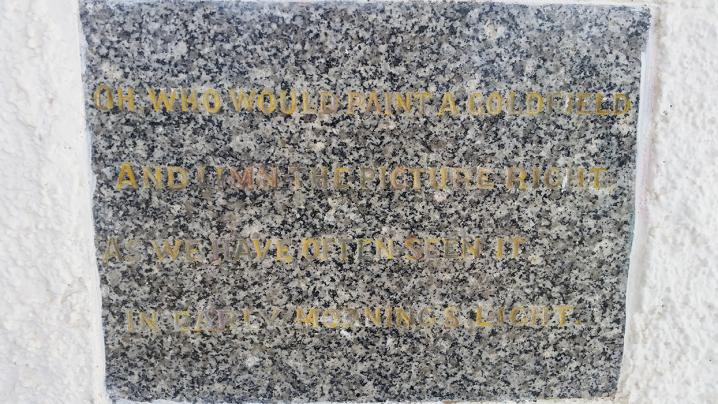 OH WHO WOULD PAINT A GOLDFIELD
AND LIMN THE PICTURE RIGHT
AS WE HAVE OFTEN SEEN IT
IN EARLY MORNING'S LIGHT.